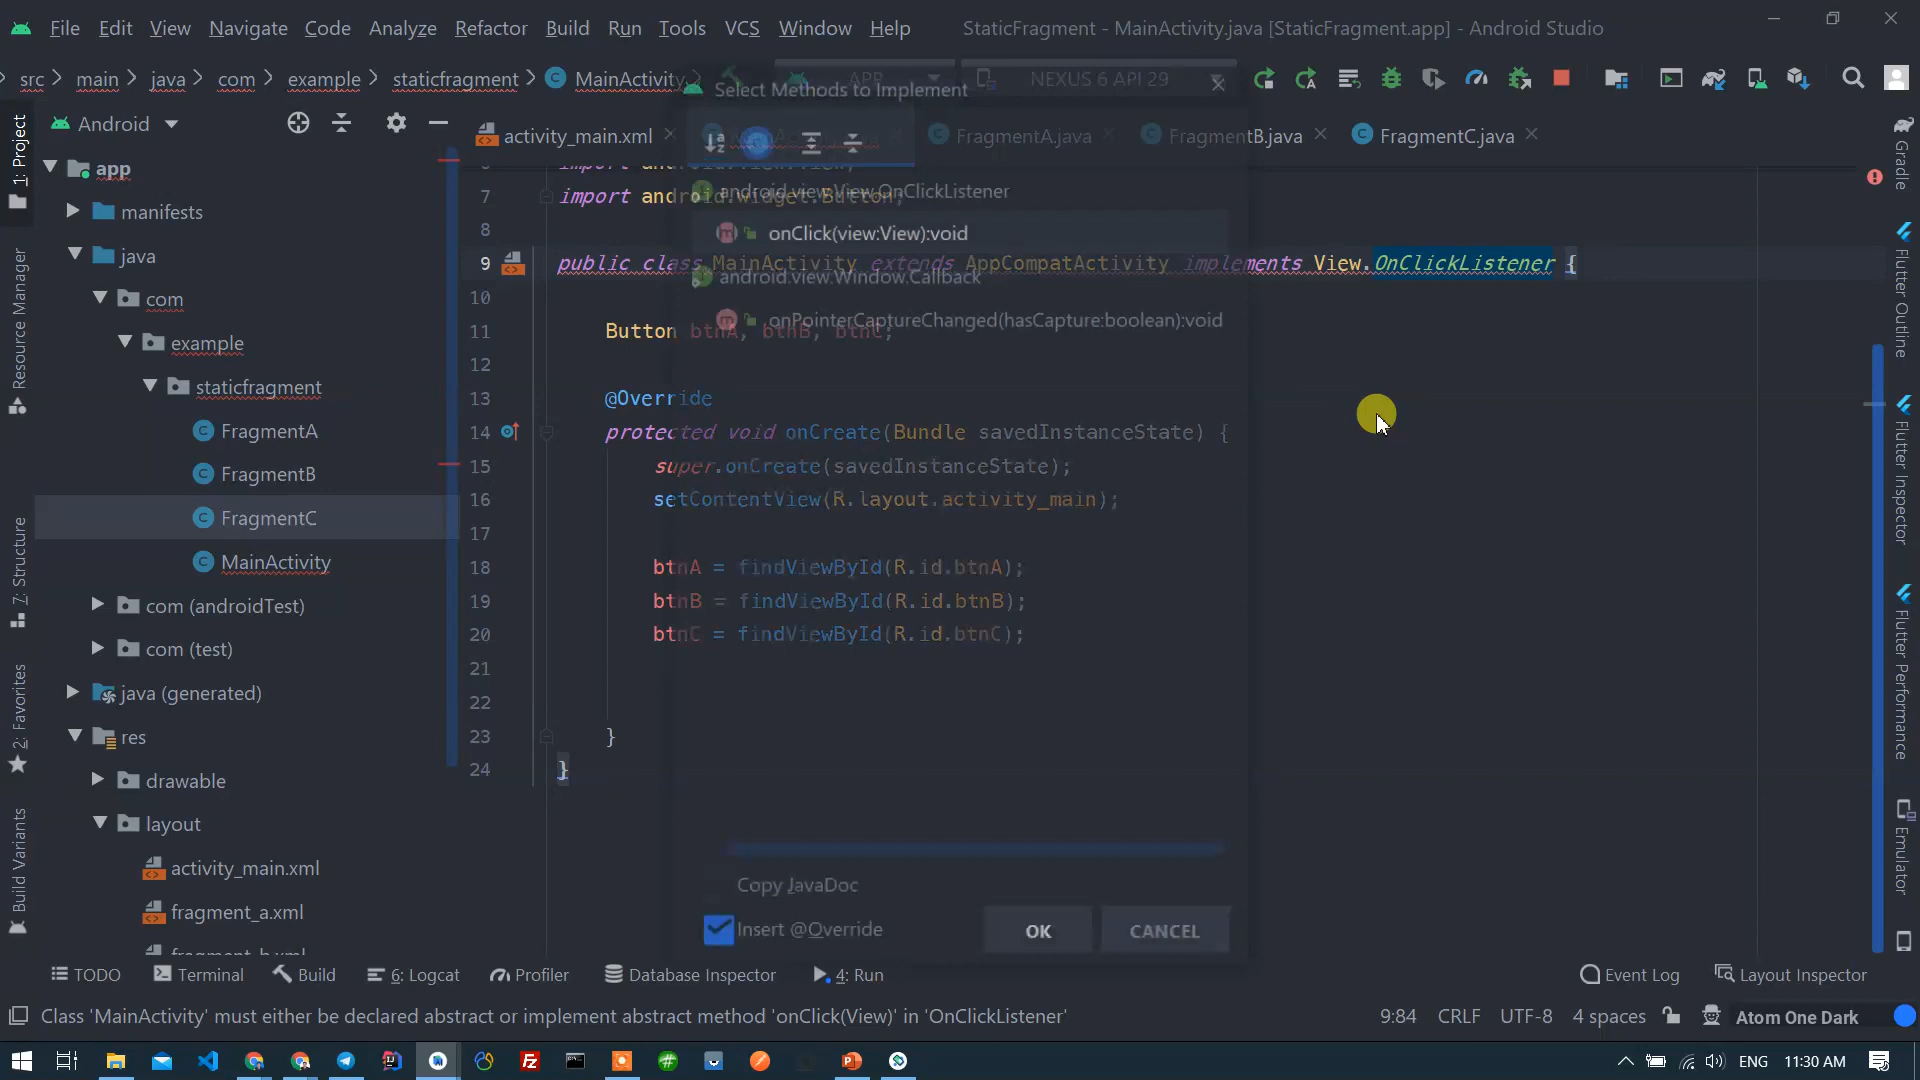 File Edit View Navigate Code Analyze Refactor Build Run Tools VCS Window Help StaticFragment - MainActivity.java [StaticFragment.app] - Android Studio
src main java com example staticfragment MainActivity APP NEXUS 6 API 29
Select Methods to Implement
Android
activity_main.xml FragmentA.java FragmentB.java FragmentC.java
1: Project
Resource Manager
7: Structure
2: Favorites
Build Variants
app
manifests
java
com
example
staticfragment
FragmentA
FragmentB
FragmentC
MainActivity
com (androidTest)
com (test)
java (generated)
res
drawable
layout
activity_main.xml
fragment_a.xml
android.view.View.OnClickListener
onClick(view:View):void
android.view.Window.Callback
onPointerCaptureChanged(hasCapture:boolean):void
7 import android.widget.Button;
8
9 public class MainActivity extends AppCompatActivity implements View.OnClickListener {
10
11 Button btnA, btnB, btnC;
12
13 @Override
14 protected void onCreate(Bundle savedInstanceState) {
15 super.onCreate(savedInstanceState);
16 setContentView(R.layout.activity_main);
17
18 btnA = findViewById(R.id.btnA);
19 btnB = findViewById(R.id.btnB);
20 btnC = findViewById(R.id.btnC);
21
22
23 }
24 }
Copy JavaDoc
Insert @Override
OK CANCEL
Gradle
Flutter Outline
Flutter Inspector
Flutter Performance
Emulator
TODO Terminal Build 6: Logcat Profiler Database Inspector 4: Run Event Log Layout Inspector
Class 'MainActivity' must either be declared abstract or implement abstract method 'onClick(View)' in 'OnClickListener' 9:84 CRLF UTF-8 4 spaces Atom One Dark
ENG 11:30 AM